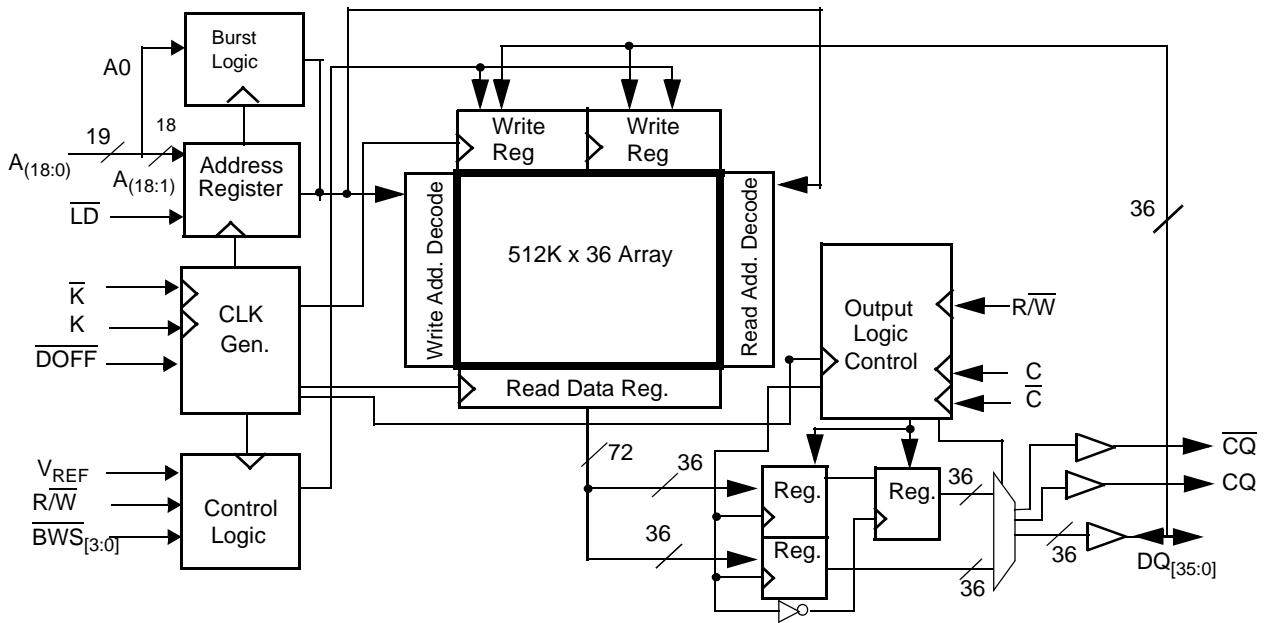 Burst
Logic
A0
19
18
A(18:0)
A(18:1)
Address
Register
LD
K
K
DOFF
CLK
Gen.
VREF
R/W
BWS[3:0]
Control
Logic
Write
Reg
Write
Reg
Write Add. Decode
512K x 36 Array
Read Add. Decode
Read Data Reg.
72
36
36
Output
Logic
Control
R/W
C
C
36
Reg.
Reg.
Reg.
36
36
36
CQ
CQ
DQ[35:0]